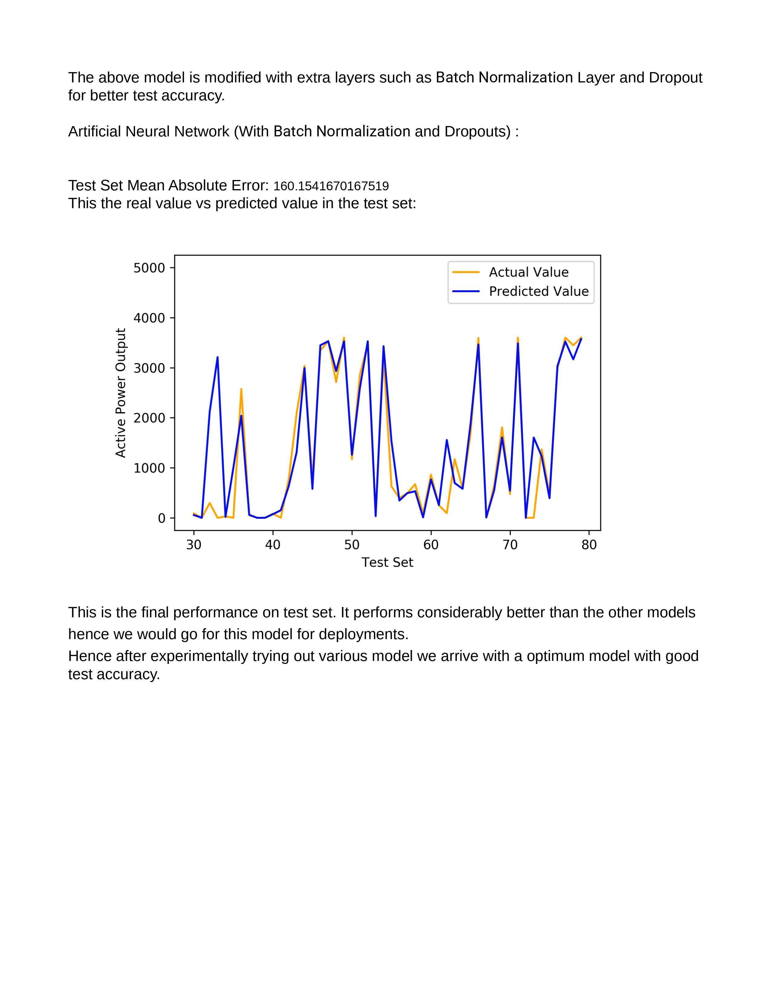 The above model is modified with extra layers such as Batch Normalization Layer and Dropout
for better test accuracy.
Artificial Neural Network (With Batch Normalization and Dropouts) :
Test Set Mean Absolute Error: 160.1541670167519
This the real value vs predicted value in the test set:
5000
4000
3000
2000
1000
0
Active Power Output
Actual Value
Predicted Value
30 40 50 60 70 80
Test Set
This is the final performance on test set. It performs considerably better than the other models
hence we would go for this model for deployments.
Hence after experimentally trying out various model we arrive with a optimum model with good
test accuracy.